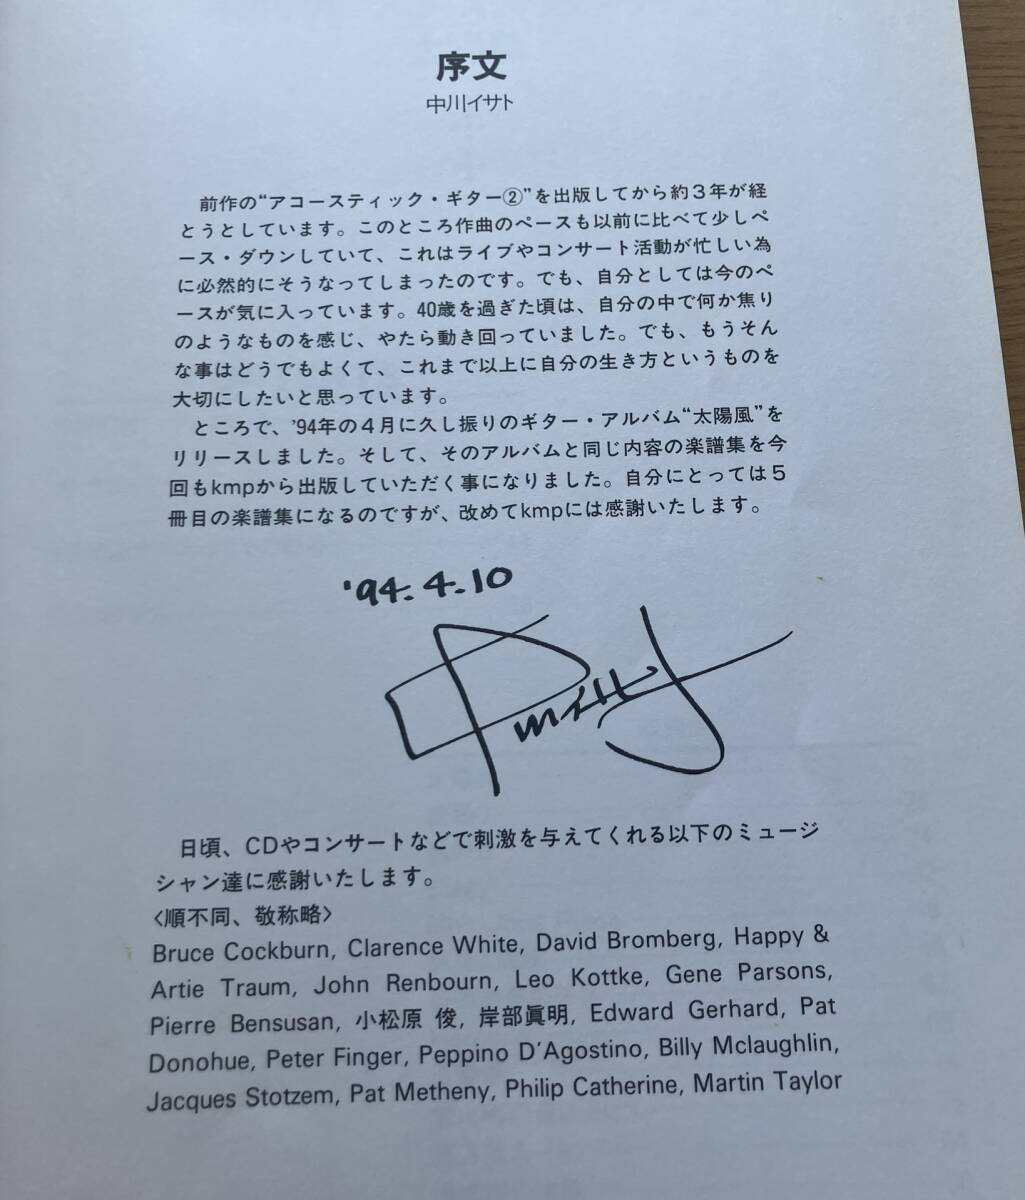 序文
中川イサト
前作の“アコースティック・ギター②”を出版してから約3年が経
とうとしています。このところ作曲のペースも以前に比べて少しペ
ース・ダウンしていて、これはライブやコンサート活動が忙しい為
に必然的にそうなってしまったのです。でも、自分としては今のペ
ースが気に入っています。40歳を過ぎた頃は、自分の中で何か焦り
のようなものを感じ、やたら動き回っていました。でも、もうそん
な事はどうでもよくて、これまで以上に自分の生き方というものを
大切にしたいと思っています。
ところで、'94年の4月に久し振りのギター・アルバム“太陽風”を
リリースしました。そして、そのアルバムと同じ内容の楽譜集を今
回もkmpから出版していただく事になりました。自分にとっては5
冊目の楽譜集になるのですが、改めてkmpには感謝いたします。
'94.4.10
日頃、CDやコンサートなどで刺激を与えてくれる以下のミュージ
シャン達に感謝いたします。
〈順不同、敬称略〉
Bruce Cockburn, Clarence White, David Bromberg, Happy &
Artie Traum, John Renbourn, Leo Kottke, Gene Parsons,
Pierre Bensusan, 小松原 俊, 岸部眞明, Edward Gerhard, Pat
Donohue, Peter Finger, Peppino D'Agostino, Billy Mclaughlin,
Jacques Stotzem, Pat Metheny, Philip Catherine, Martin Taylor